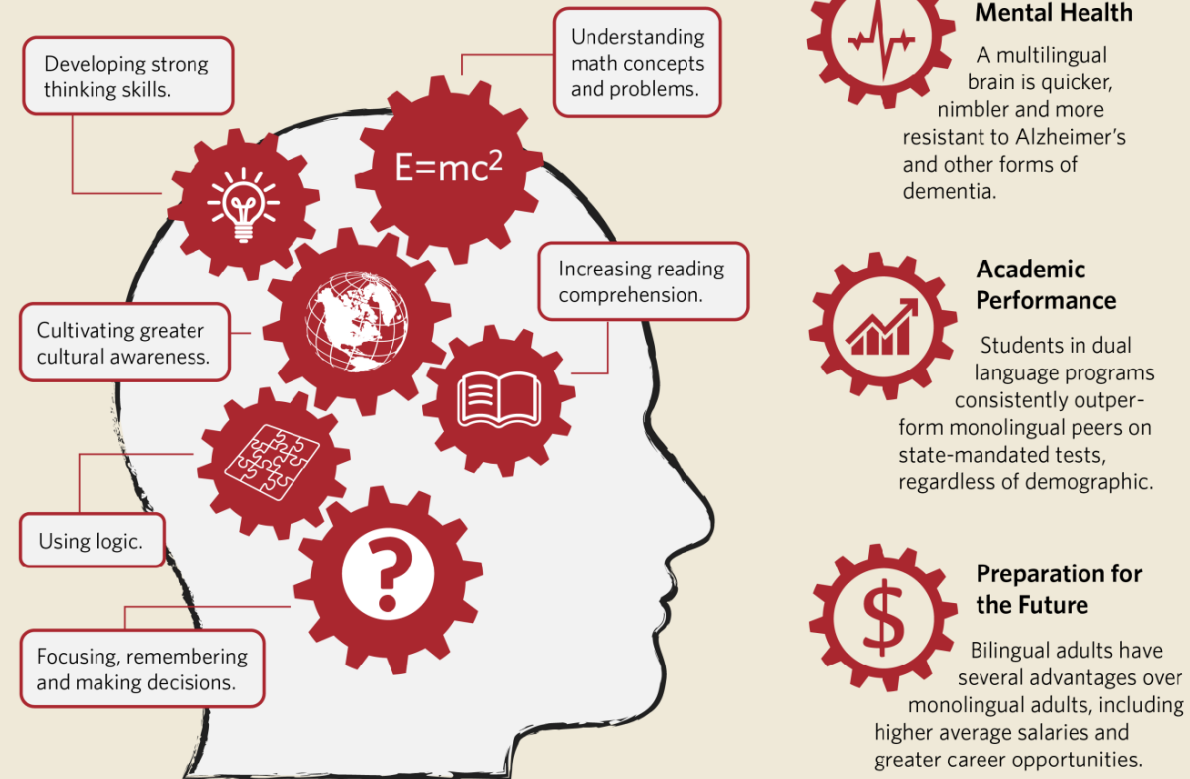 Developing strong
thinking skills.
Understanding
math concepts
and problems.
E=mc²
Increasing reading
comprehension.
Cultivating greater
cultural awareness.
Using logic.
?
Focusing, remembering
and making decisions.
Mental Health
A multilingual
brain is quicker,
nimbler and more
resistant to Alzheimer’s
and other forms of
dementia.
Academic
Performance
Students in dual
language programs
consistently outper-
form monolingual peers on
state-mandated tests,
regardless of demographic.
$
Preparation for
the Future
Bilingual adults have
several advantages over
monolingual adults, including
higher average salaries and
greater career opportunities.